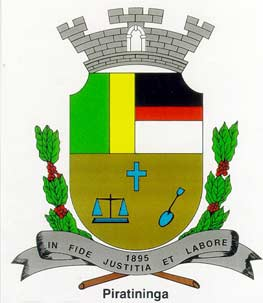 1895
IN FIDE JUSTITIA ET LABORE
Piratininga